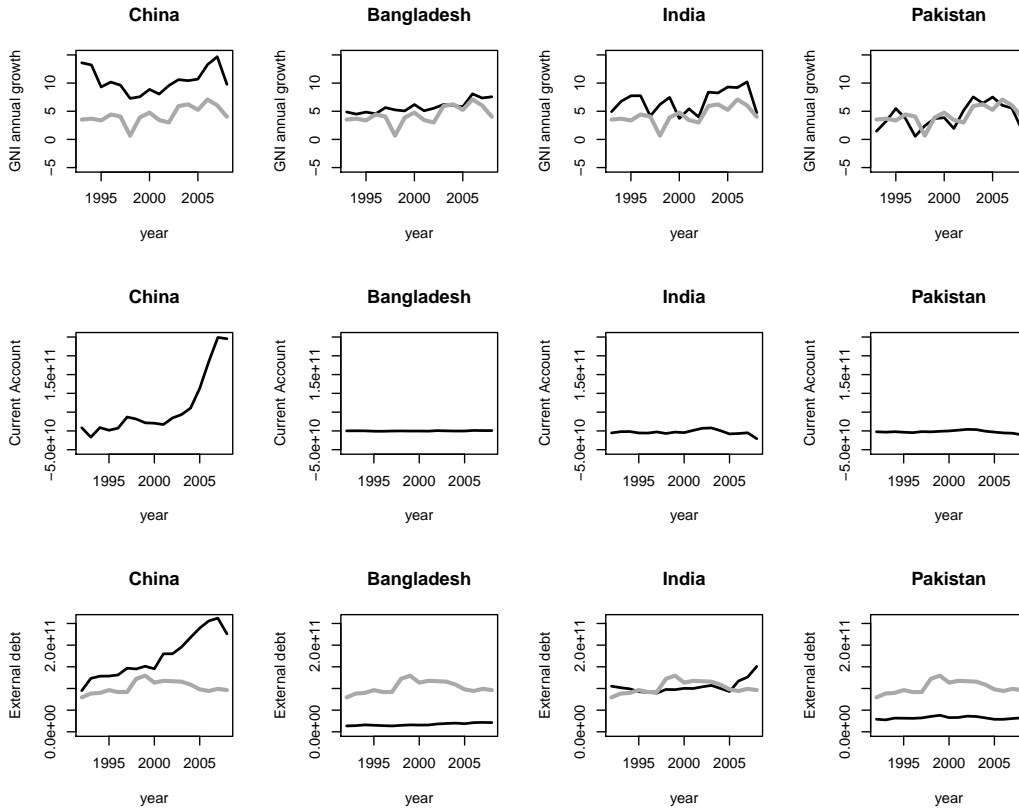 China
Bangladesh
India
Pakistan
GNI annual growth
−5 0 5 10
1995 2000 2005
year
GNI annual growth
−5 0 5 10
1995 2000 2005
year
GNI annual growth
−5 0 5 10
1995 2000 2005
year
GNI annual growth
−5 0 5 10
1995 2000 2005
year
China
Bangladesh
India
Pakistan
Current Account
−5.0e+10 1.5e+11
1995 2000 2005
year
Current Account
−5.0e+10 1.5e+11
1995 2000 2005
year
Current Account
−5.0e+10 1.5e+11
1995 2000 2005
year
Current Account
−5.0e+10 1.5e+11
1995 2000 2005
year
China
Bangladesh
India
Pakistan
External debt
0.0e+00 2.0e+11
1995 2000 2005
year
External debt
0.0e+00 2.0e+11
1995 2000 2005
year
External debt
0.0e+00 2.0e+11
1995 2000 2005
year
External debt
0.0e+00 2.0e+11
1995 2000 2005
year